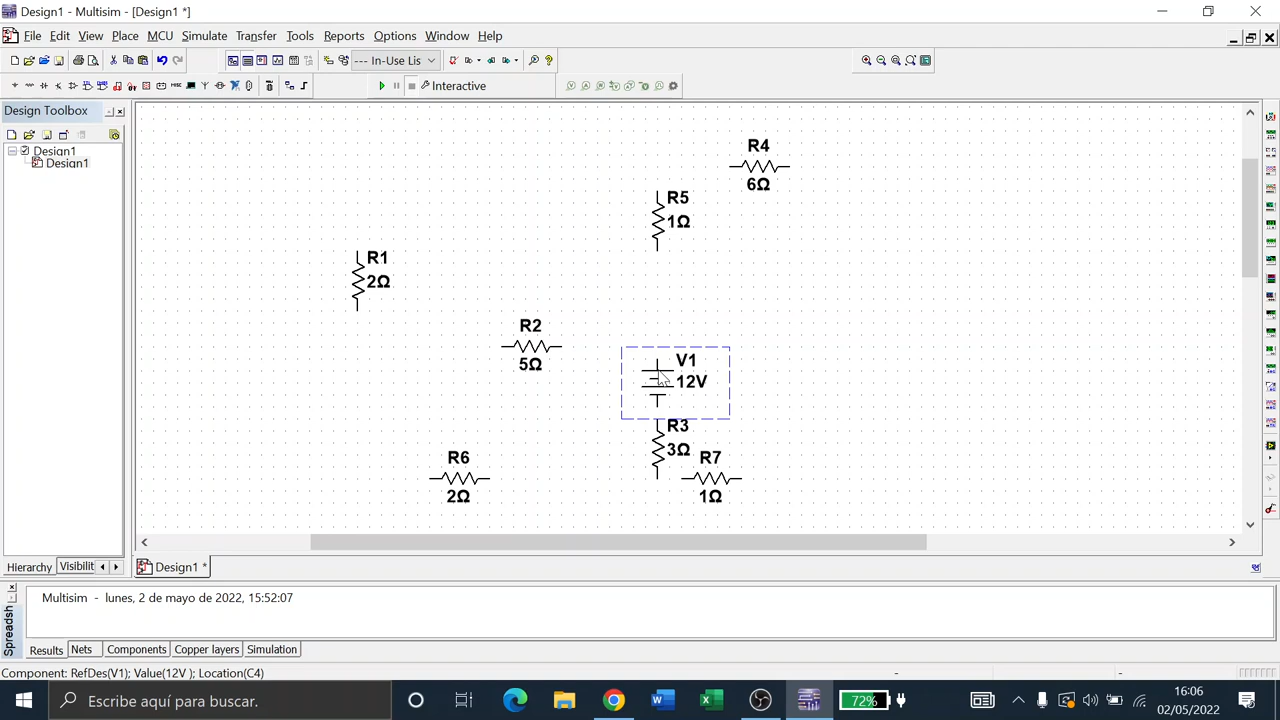 Design1 - Multisim - [Design1 *]
File Edit View Place MCU Simulate Transfer Tools Reports Options Window Help
--- In-Use Lis
Interactive
Design Toolbox
Design1
Design1
R4
6Ω
R5
1Ω
R1
2Ω
R2
5Ω
V1
12V
R3
3Ω
R7
1Ω
R6
2Ω
Hierarchy Visibilit
Design1 *
Multisim - lunes, 2 de mayo de 2022, 15:52:07
Spreadsh
Results Nets Components Copper layers Simulation
Component: RefDes(V1); Value(12V ); Location(C4) - -
Escribe aquí para buscar.
72%
16:06
02/05/2022